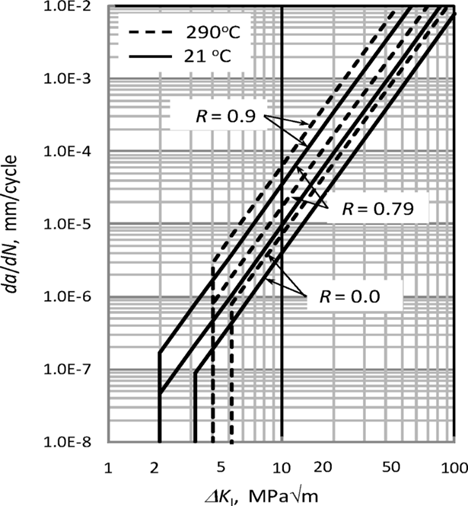 1.0E-2
290°C
21 °C
1.0E-3
R = 0.9
1.0E-4
R = 0.79
1.0E-5
R = 0.0
1.0E-6
1.0E-7
1.0E-8
da/dN, mm/cycle
1 2 5 10 20 50 100
ΔKI, MPa√m